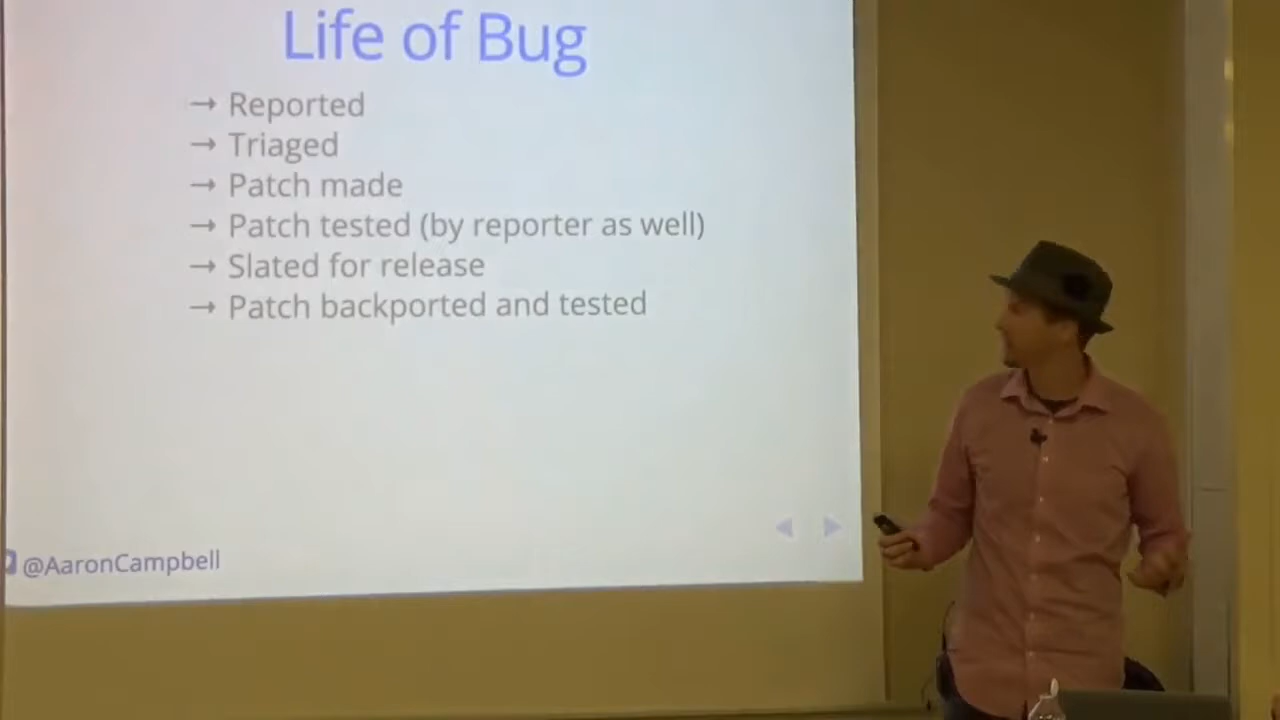 Life of Bug
→ Reported
→ Triaged
→ Patch made
→ Patch tested (by reporter as well)
→ Slated for release
→ Patch backported and tested
@AaronCampbell